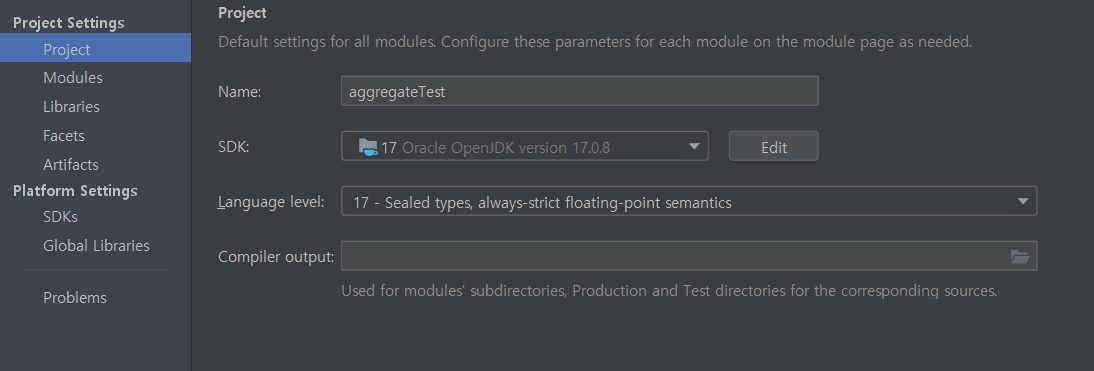 Project Settings
Project
Modules
Libraries
Facets
Artifacts
Platform Settings
SDKs
Global Libraries
Problems
Project
Default settings for all modules. Configure these parameters for each module on the module page as needed.
Name: aggregateTest
SDK: 17 Oracle OpenJDK version 17.0.8 Edit
Language level: 17 - Sealed types, always-strict floating-point semantics
Compiler output:
Used for modules' subdirectories, Production and Test directories for the corresponding sources.